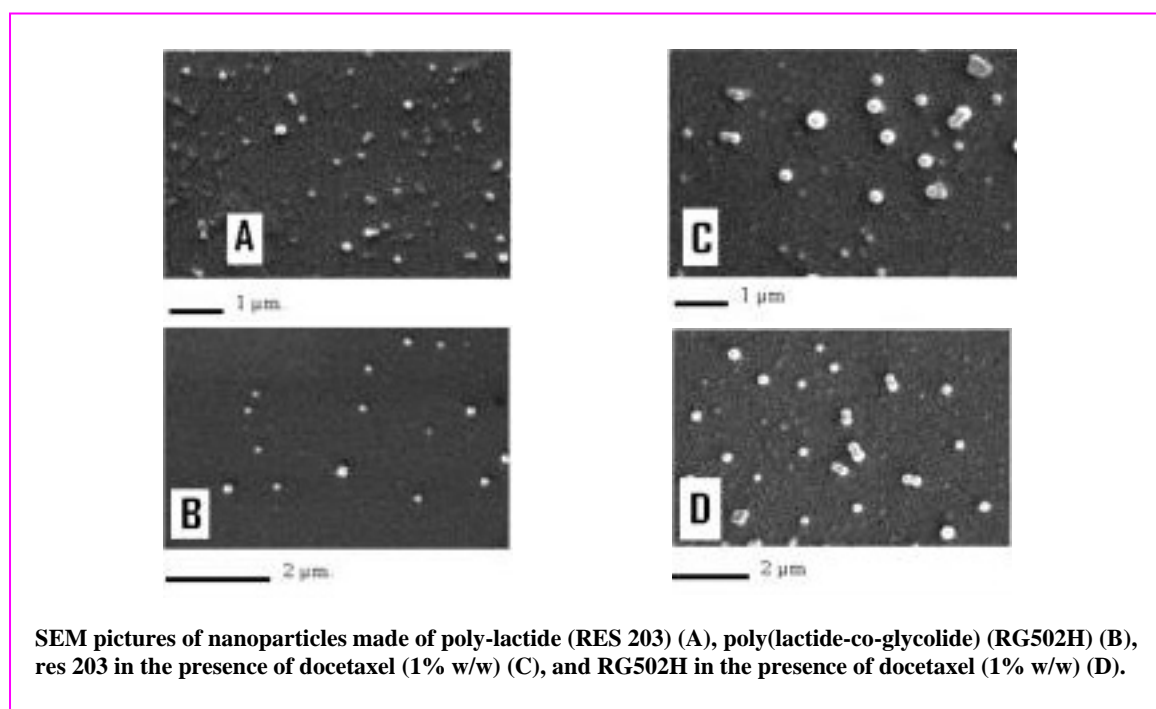 A
C
1 μm.
1 μm
B
D
2 μm.
2 μm
SEM pictures of nanoparticles made of poly-lactide (RES 203) (A), poly(lactide-co-glycolide) (RG502H) (B),
res 203 in the presence of docetaxel (1% w/w) (C), and RG502H in the presence of docetaxel (1% w/w) (D).